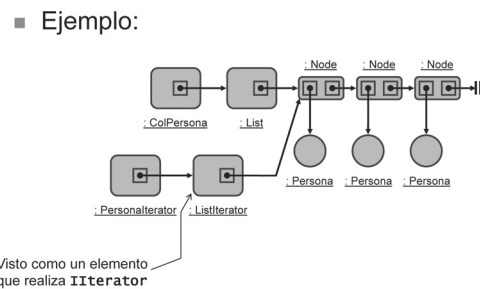 Ejemplo:
: Node : Node : Node
: ColPersona : List
: Persona : Persona : Persona
: PersonaIterator : ListIterator
Visto como un elemento
que realiza IIterator